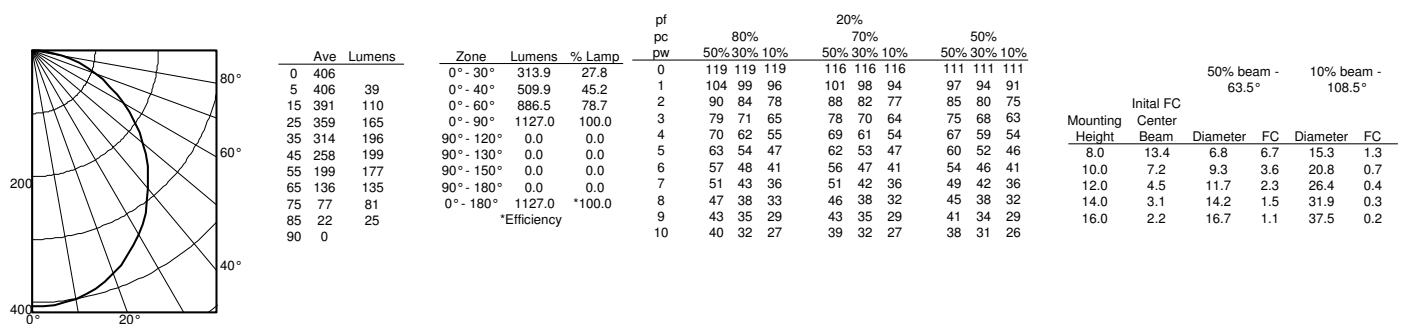 80°
60°
200
40°
400
0° 20°
Ave Lumens
0 406
5 406 39
15 391 110
25 359 165
35 314 196
45 258 199
55 199 177
65 136 135
75 77 81
85 22 25
90 0
Zone Lumens % Lamp
0° - 30° 313.9 27.8
0° - 40° 509.9 45.2
0° - 60° 886.5 78.7
0° - 90° 1127.0 100.0
90° - 120° 0.0 0.0
90° - 130° 0.0 0.0
90° - 150° 0.0 0.0
90° - 180° 0.0 0.0
0° - 180° 1127.0 *100.0
*Efficiency
pf 20%
pc 80% 70% 50%
pw 50% 30% 10% 50% 30% 10% 50% 30% 10%
0 119 119 119 116 116 116 111 111 111
1 104 99 96 101 98 94 97 94 91
2 90 84 78 88 82 77 85 80 75
3 79 71 65 78 70 64 75 68 63
4 70 62 55 69 61 54 67 59 54
5 63 54 47 62 53 47 60 52 46
6 57 48 41 56 47 41 54 46 41
7 51 43 36 51 42 36 49 42 36
8 47 38 33 46 38 32 45 38 32
9 43 35 29 43 35 29 41 34 29
10 40 32 27 39 32 27 38 31 26
50% beam - 10% beam -
63.5° 108.5°
Inital FC
Mounting Center
Height Beam Diameter FC Diameter FC
8.0 13.4 6.8 6.7 15.3 1.3
10.0 7.2 9.3 3.6 20.8 0.7
12.0 4.5 11.7 2.3 26.4 0.4
14.0 3.1 14.2 1.5 31.9 0.3
16.0 2.2 16.7 1.1 37.5 0.2